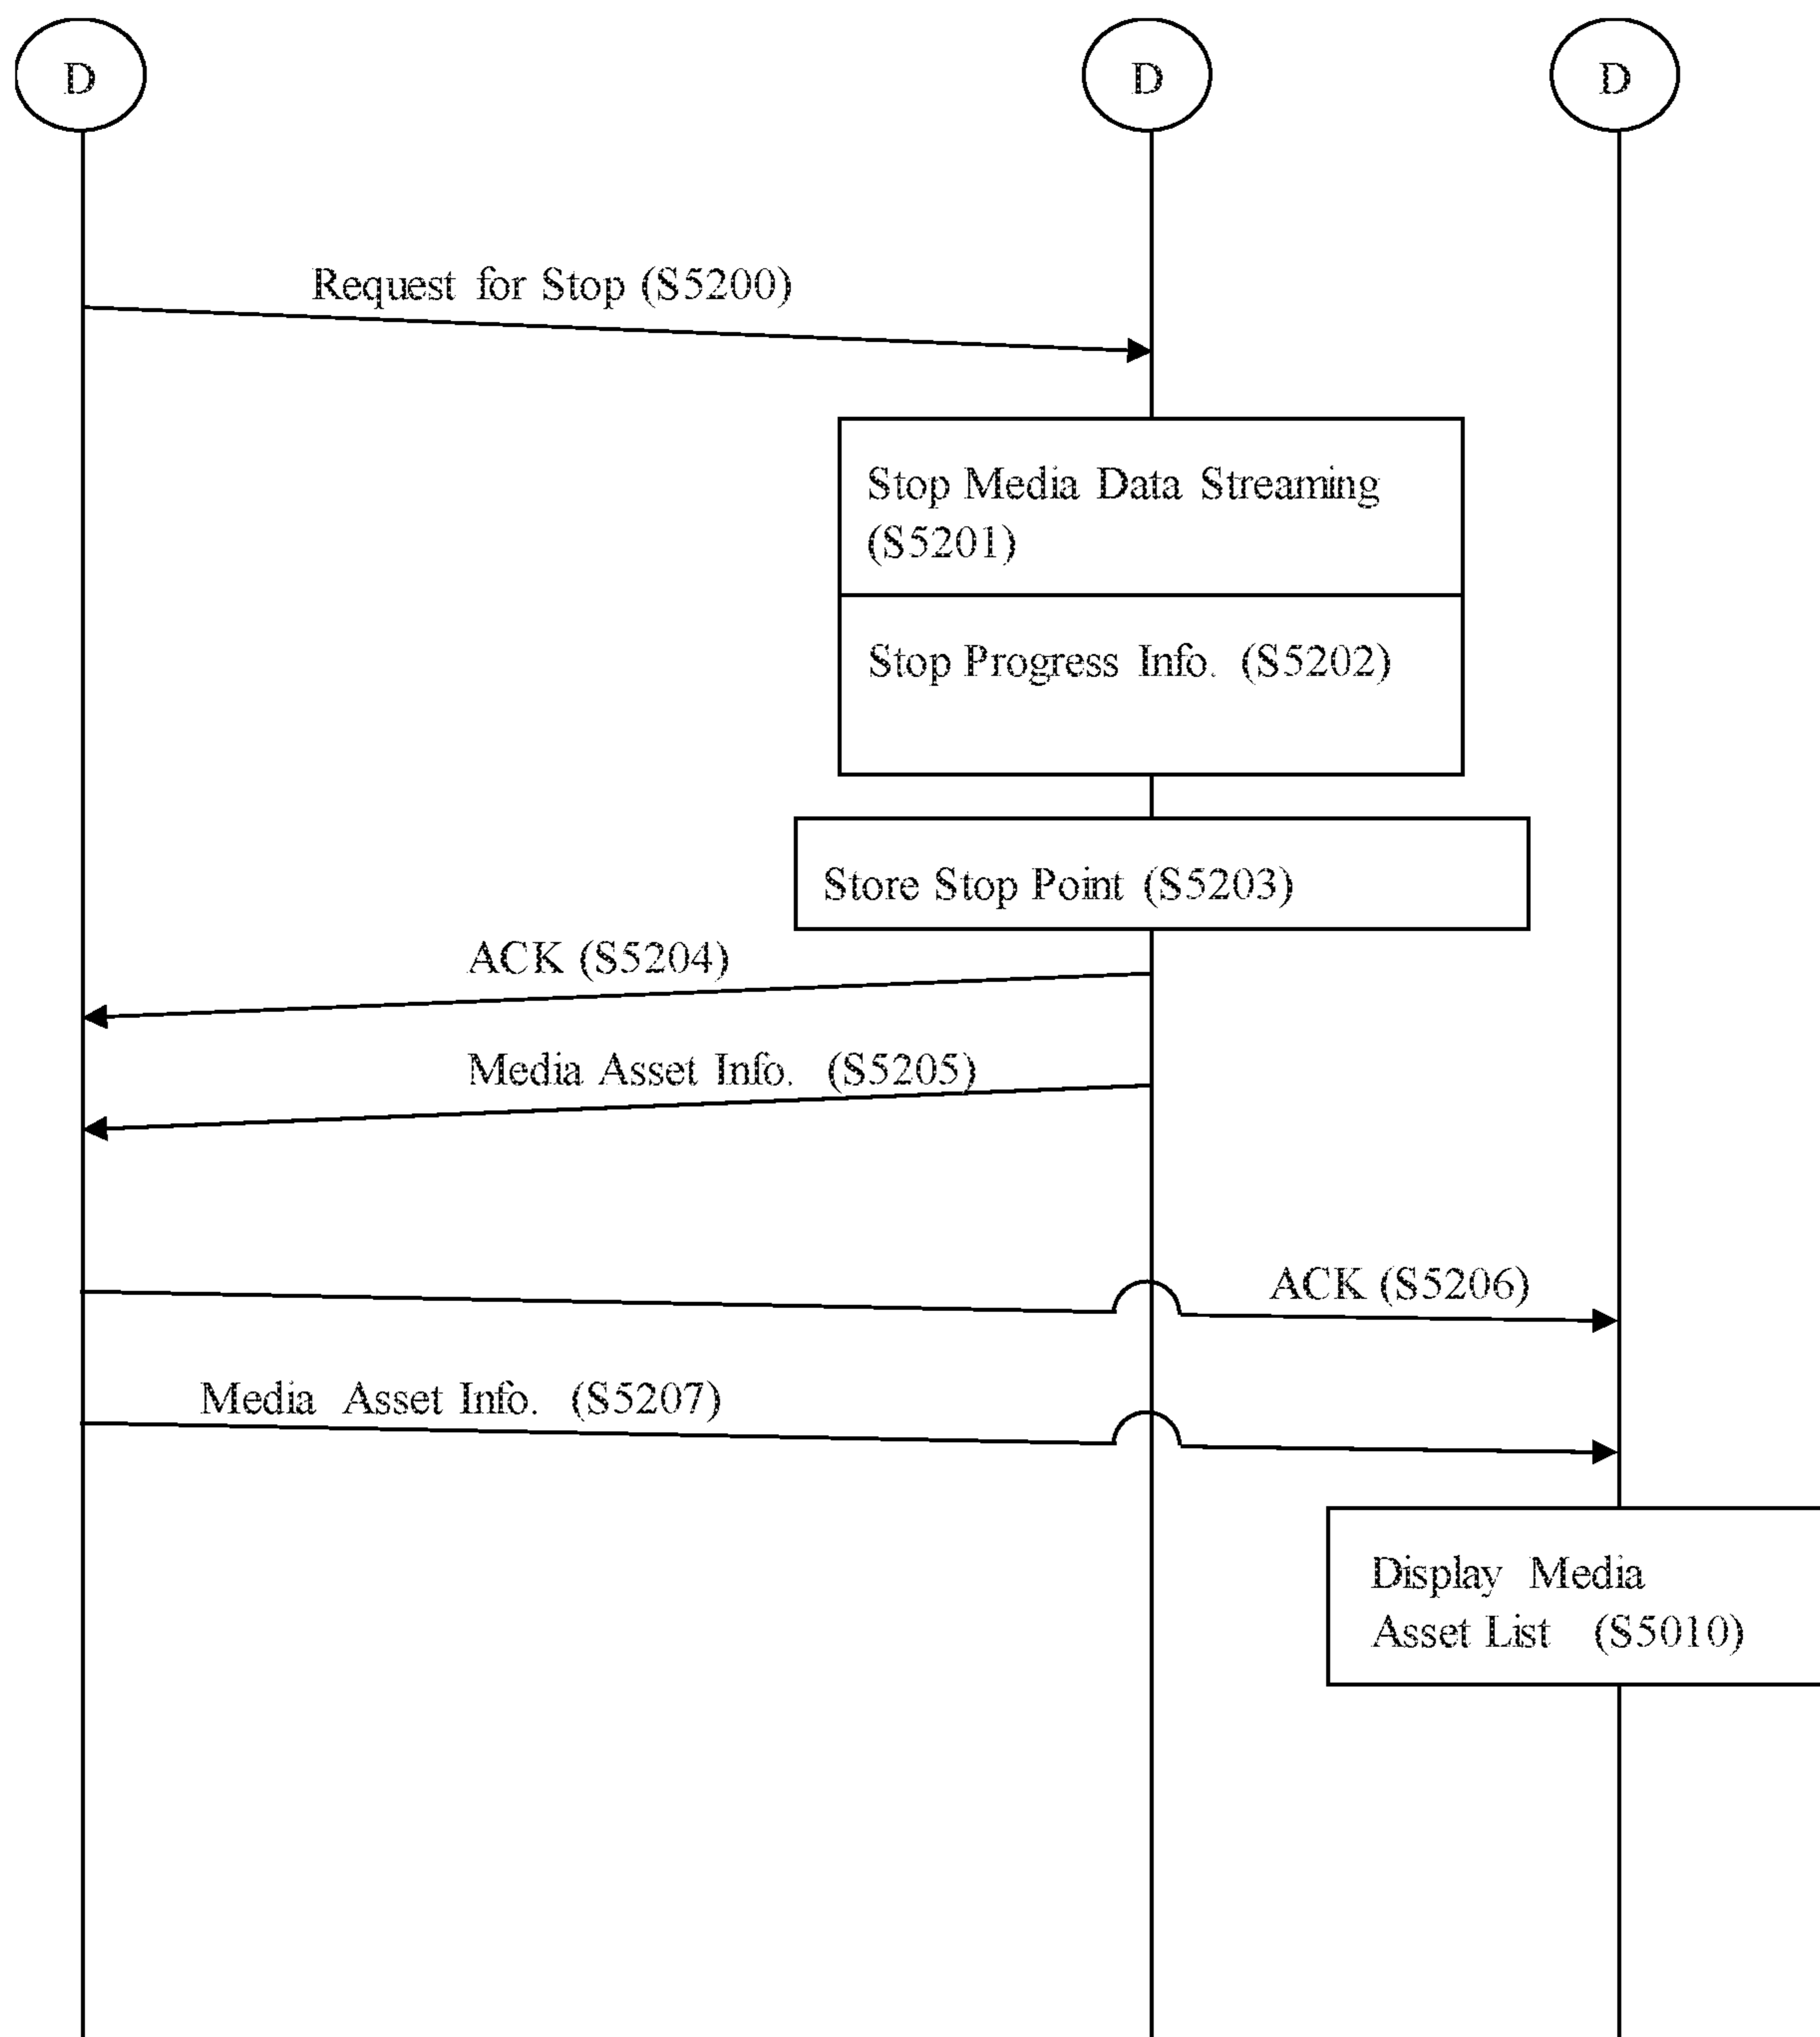 D
D
D
Request for Stop (S5200)
Stop Media Data Streaming
(S5201)
Stop Progress Info. (S5202)
Store Stop Point (S5203)
ACK (S5204)
Media Asset Info. (S5205)
ACK (S5206)
Media Asset Info. (S5207)
Display Media
Asset List (S5010)